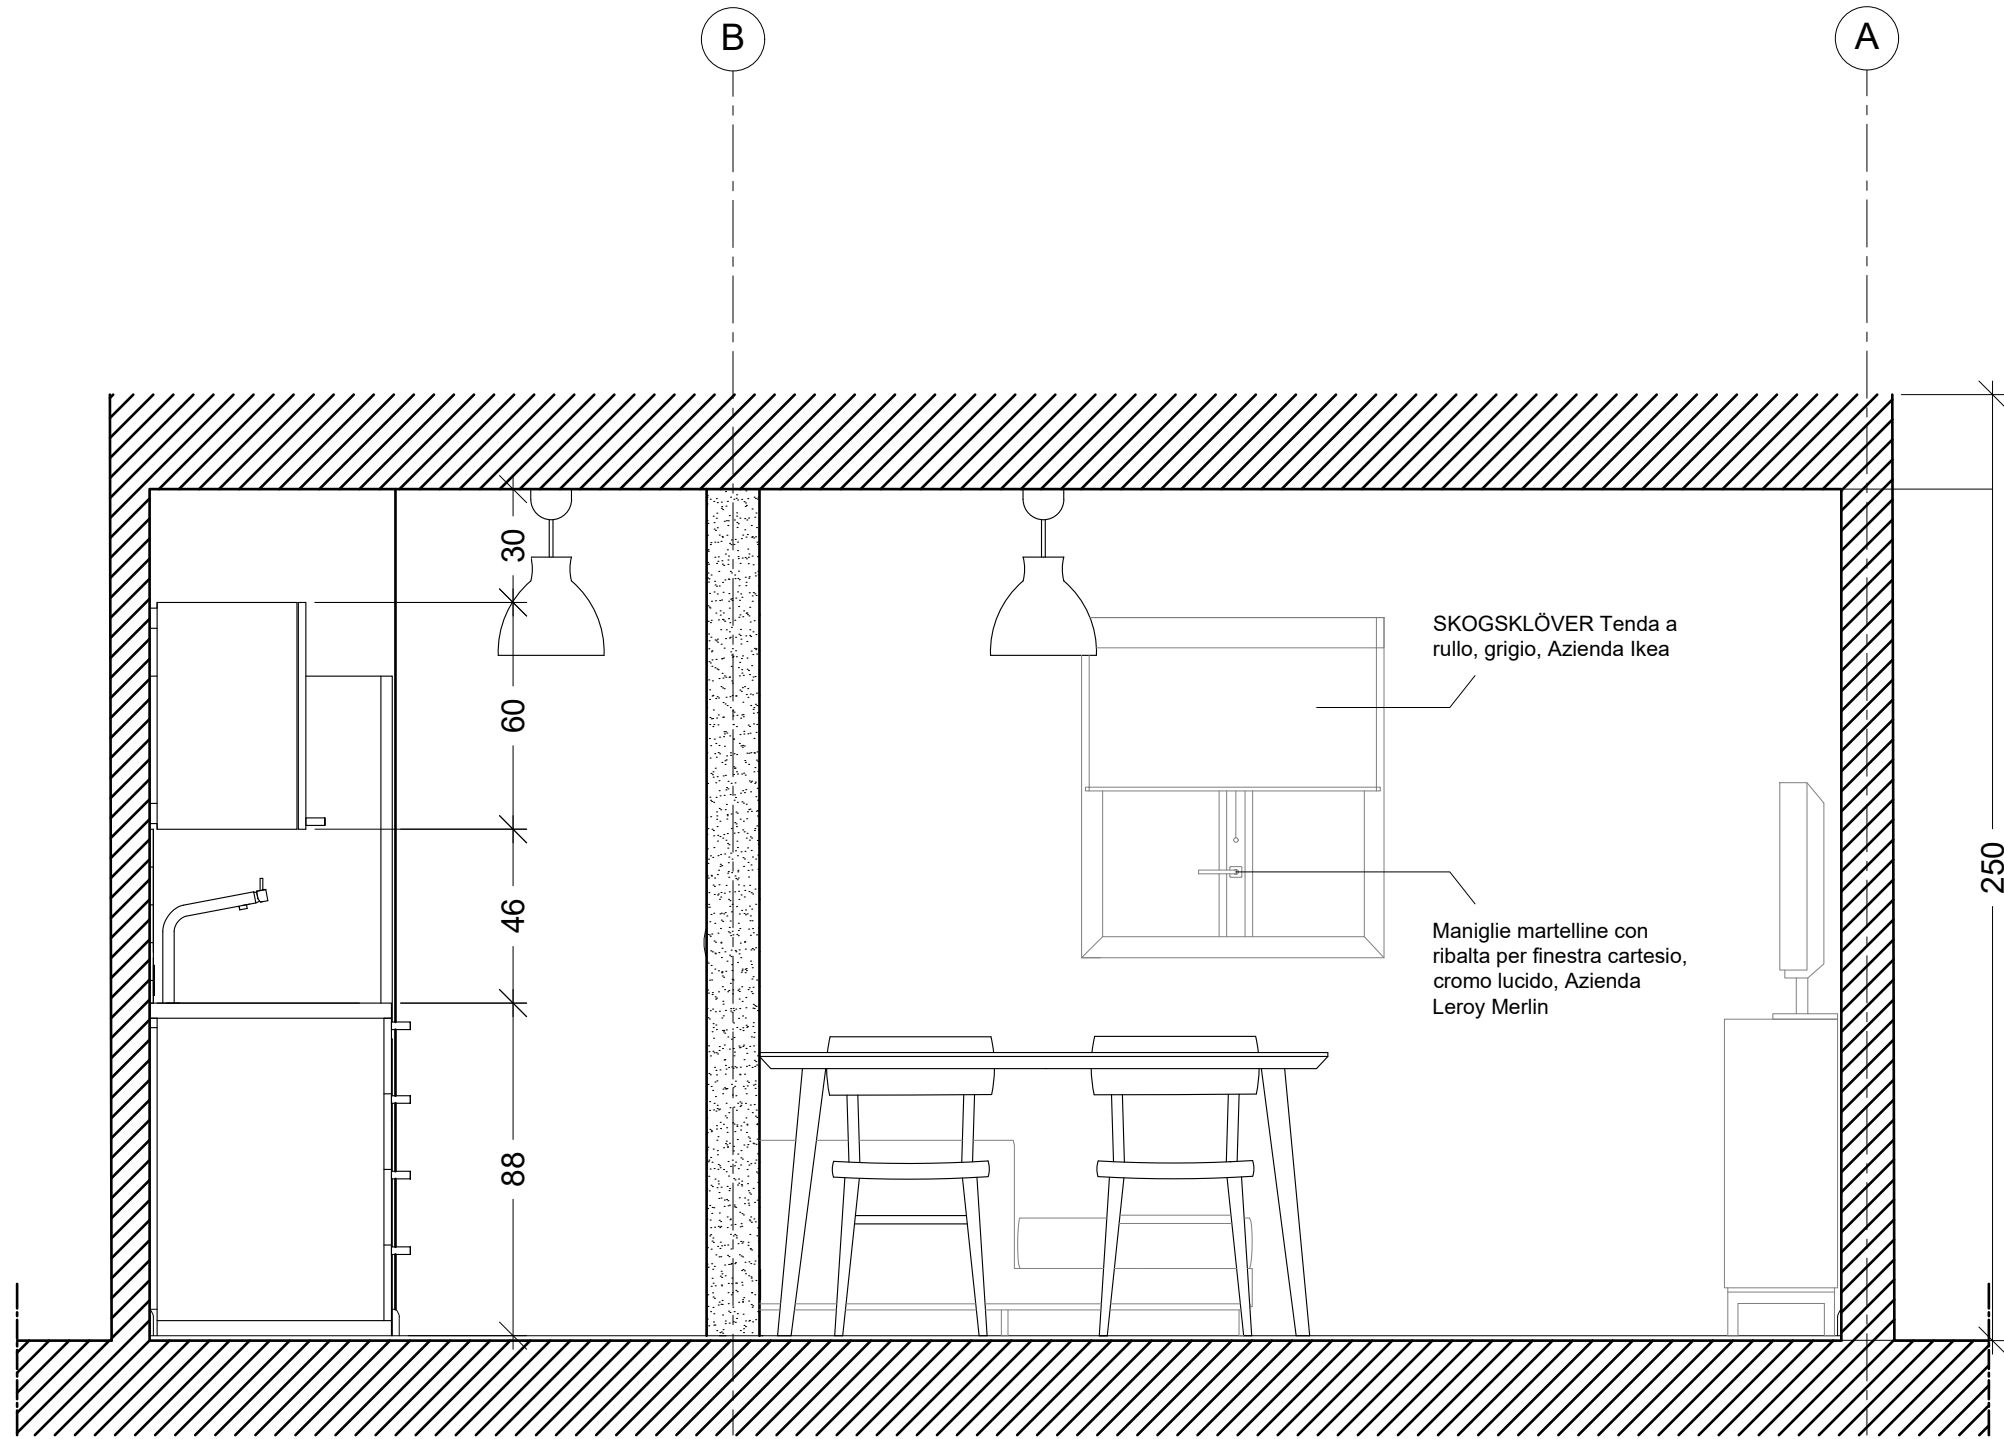 B
A
30
60
46
88
SKOGSKLÖVER Tenda a
rullo, grigio, Azienda Ikea
Maniglie martelline con
ribalta per finestra cartesio,
cromo lucido, Azienda
Leroy Merlin
250